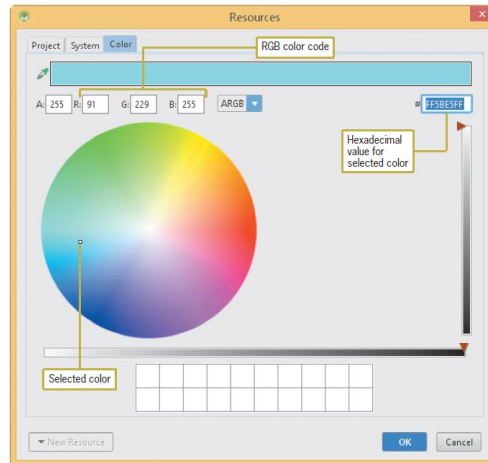 Resources
Project System Color
RGB color code
A: 255 R: 91 G: 229 B: 255 ARGB # FF5BE5FF
Hexadecimal
value for
selected color
Selected color
New Resource OK Cancel